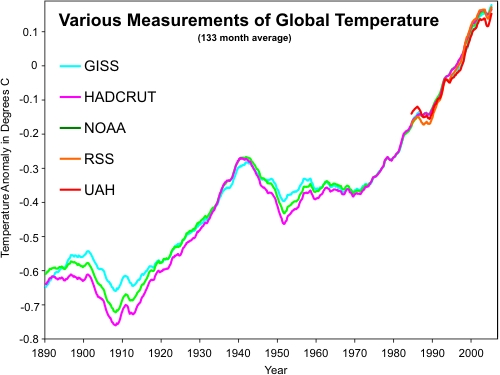 Various Measurements of Global Temperature
(133 month average)
GISS
HADCRUT
NOAA
RSS
UAH
Temperature Anomaly in Degrees C
0.1
0
-0.1
-0.2
-0.3
-0.4
-0.5
-0.6
-0.7
-0.8
1890 1900 1910 1920 1930 1940 1950 1960 1970 1980 1990 2000
Year